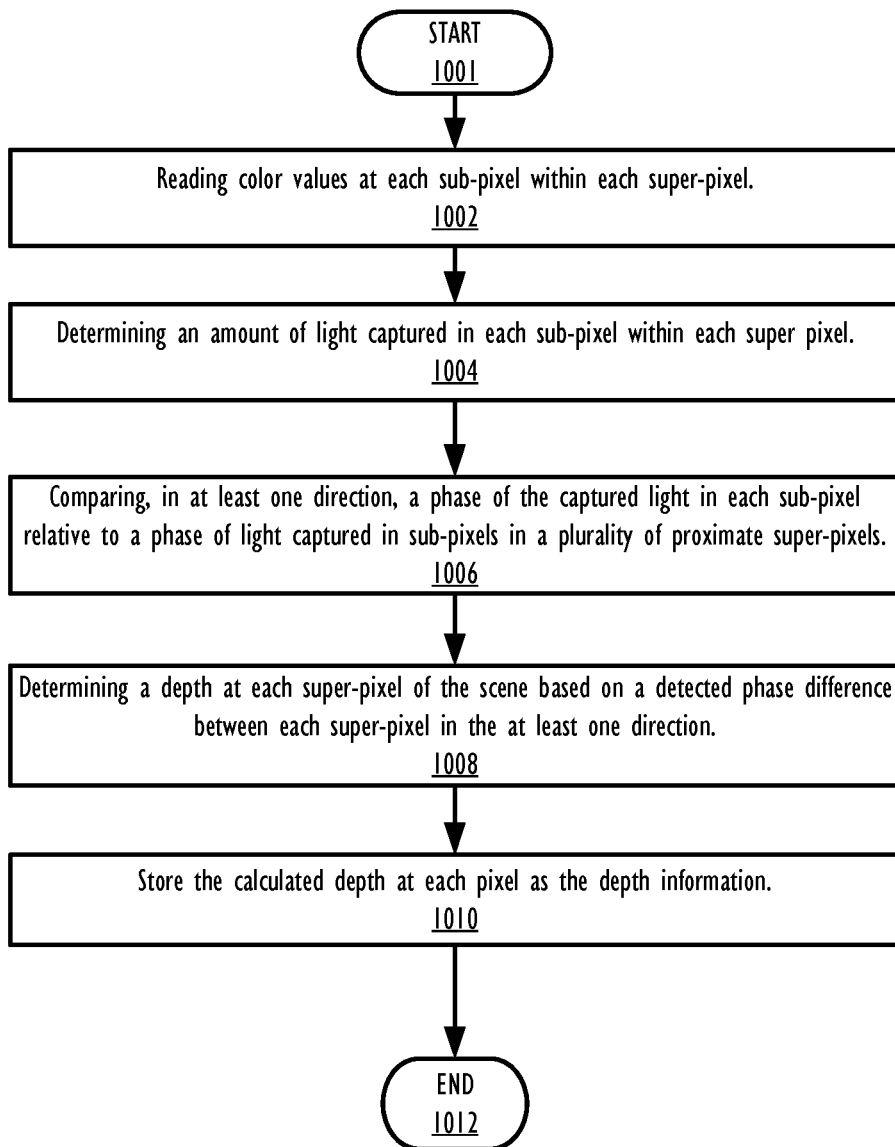 START
1001
Reading color values at each sub-pixel within each super-pixel.
1002
Determining an amount of light captured in each sub-pixel within each super pixel.
1004
Comparing, in at least one direction, a phase of the captured light in each sub-pixel
relative to a phase of light captured in sub-pixels in a plurality of proximate super-pixels.
1006
Determining a depth at each super-pixel of the scene based on a detected phase difference
between each super-pixel in the at least one direction.
1008
Store the calculated depth at each pixel as the depth information.
1010
END
1012